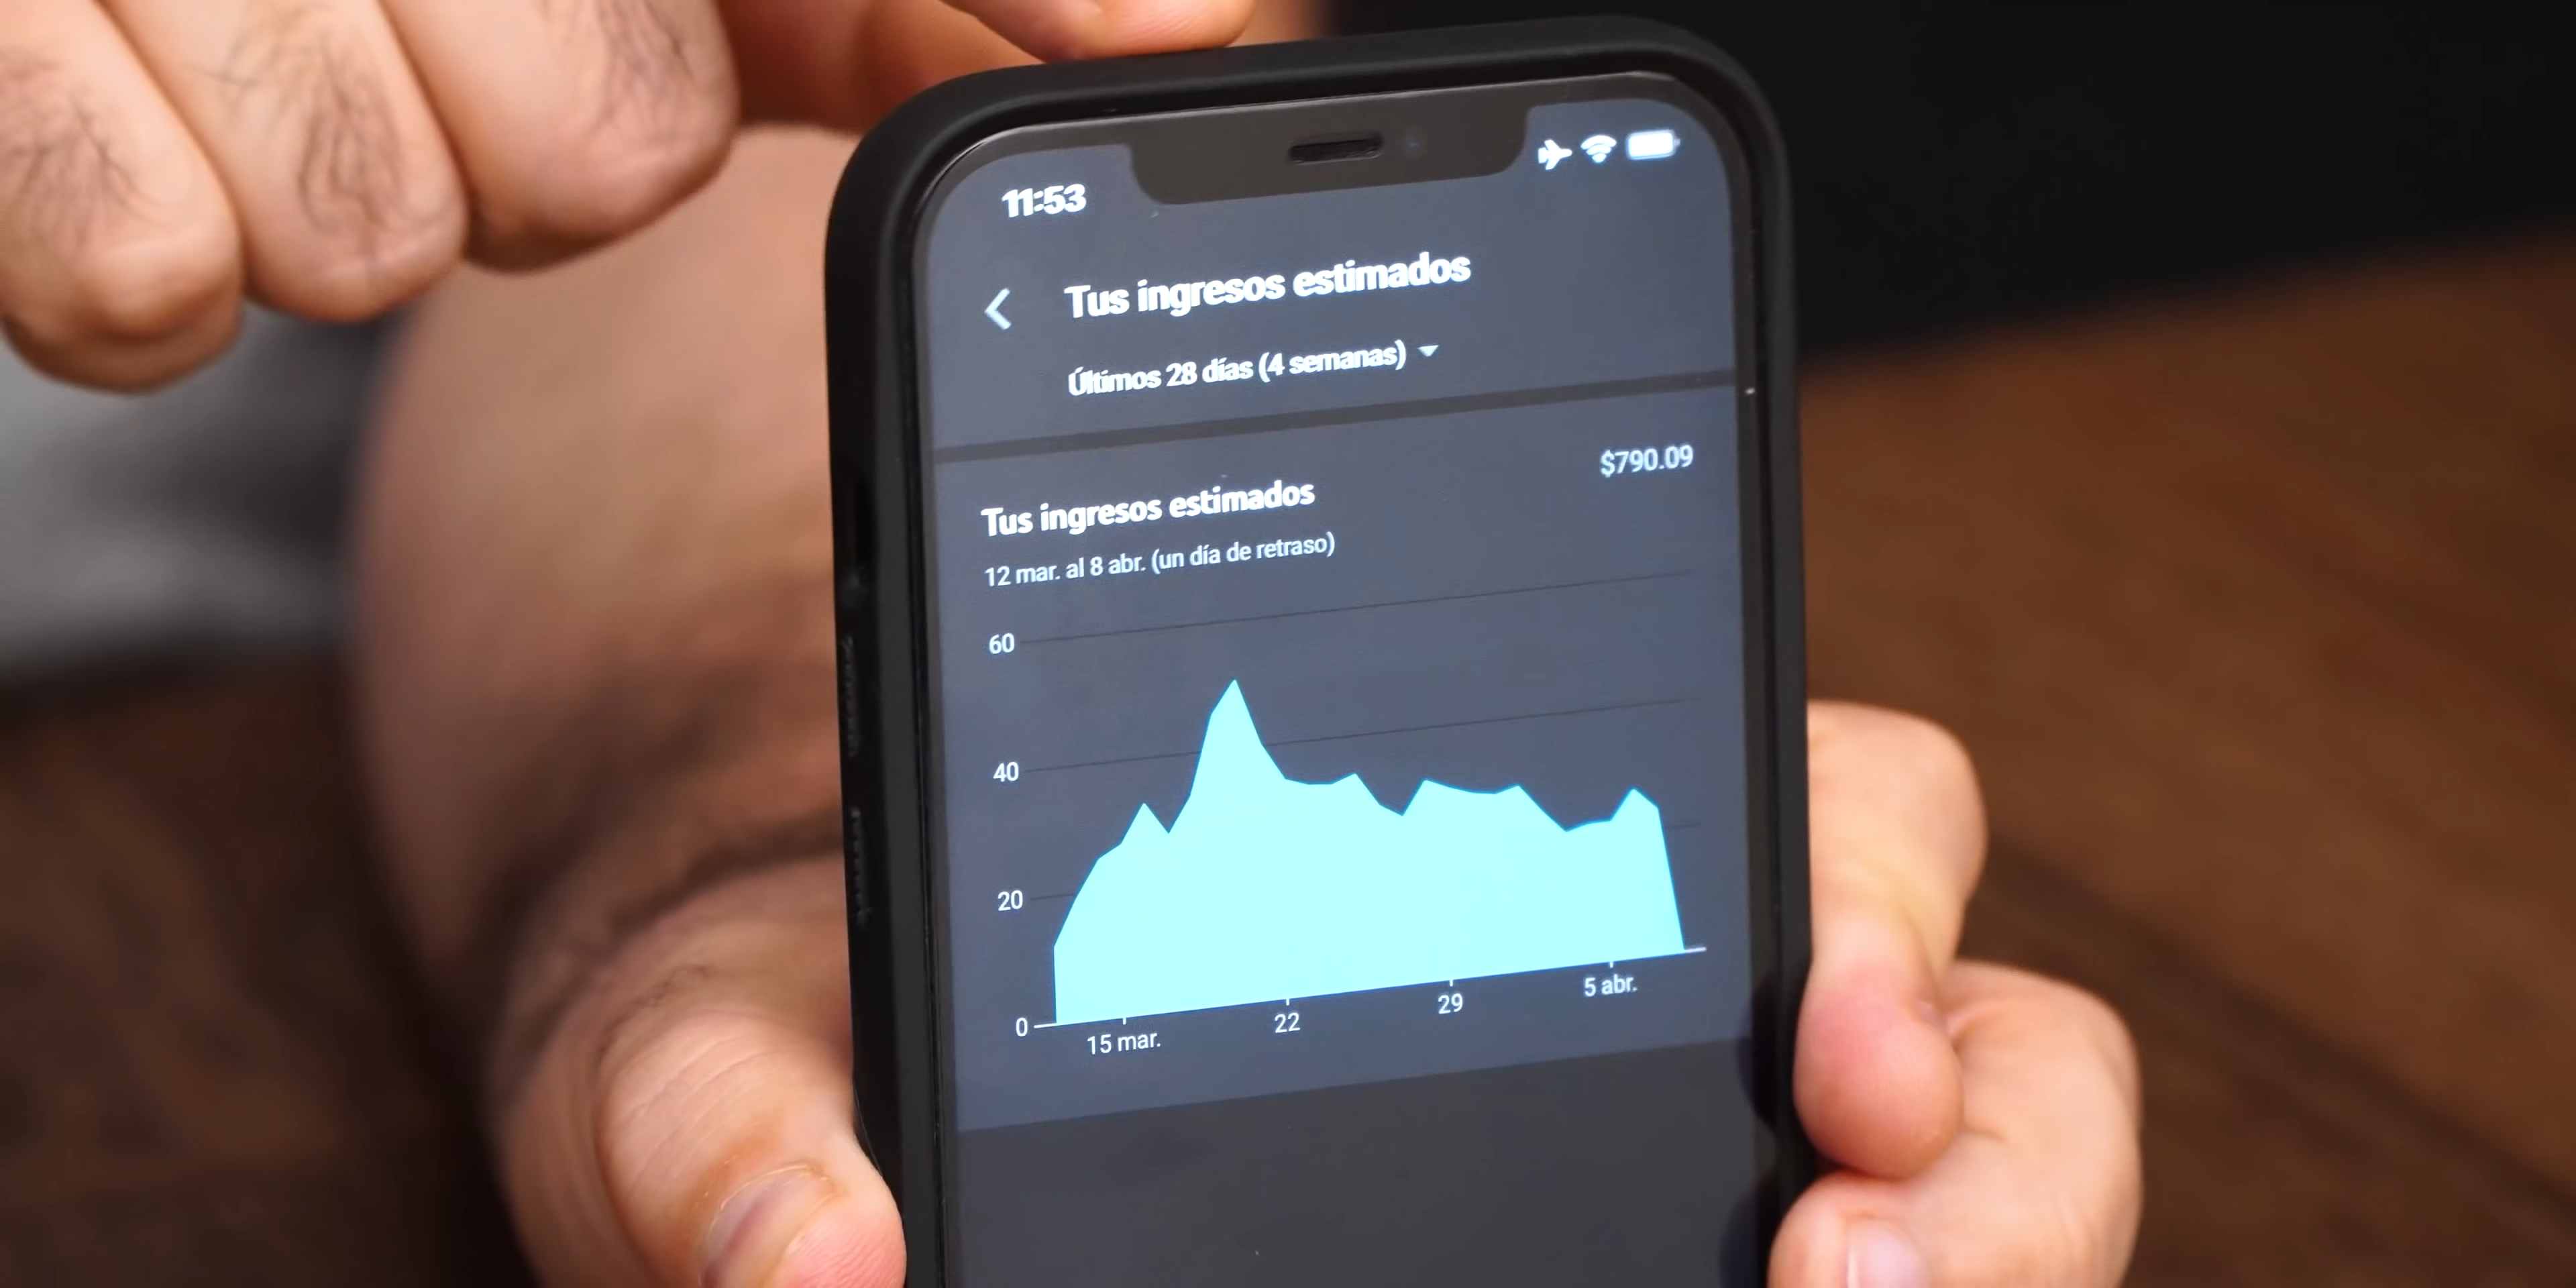 11:53
Tus ingresos estimados
Últimos 28 días (4 semanas)
$790.09
Tus ingresos estimados
12 mar. al 8 abr. (un día de retraso)
60
40
20
0
15 mar.
22
29
5 abr.